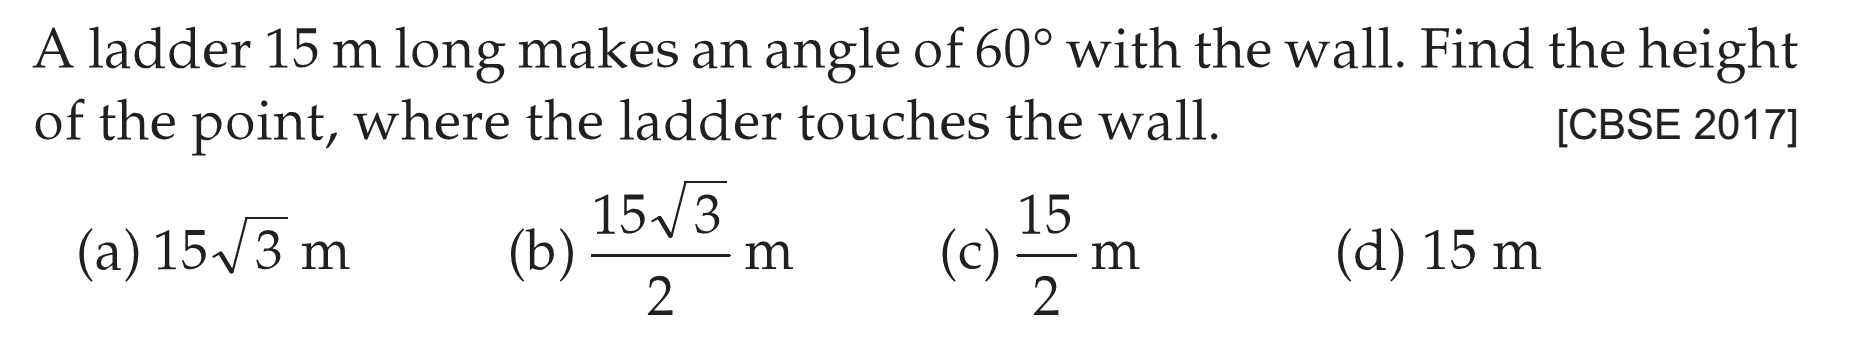 A ladder 15 m long makes an angle of 60° with the wall. Find the height
of the point, where the ladder touches the wall. [CBSE 2017]
(a) 15√3 m (b) 15√3/2 m (c) 15/2 m (d) 15 m